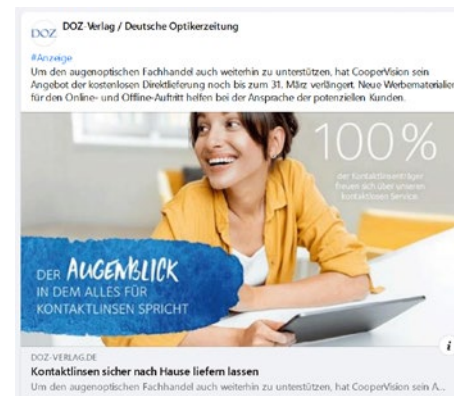 DOZ DOZ-Verlag / Deutsche Optikerzeitung
#Anzeige
Um den augenoptischen Fachhandel auch weiterhin zu unterstützen, hat CooperVision sein
Angebot der kostenlosen Direktlieferung noch bis zum 31. März verlängert. Neue Werbematerialien
für den Online- und Offline-Auftritt helfen bei der Ansprache der potenziellen Kunden.
100%
der Kontaktlinsenträger
freuen sich über unseren
kontaktlosen Service.
DER AUGENBLICK
IN DEM ALLES FÜR
KONTAKTLINSEN SPRICHT
i
DOZ-VERLAG.DE
Kontaktlinsen sicher nach Hause liefern lassen
Um den augenoptischen Fachhandel auch weiterhin zu unterstützen, hat CooperVision sein A...